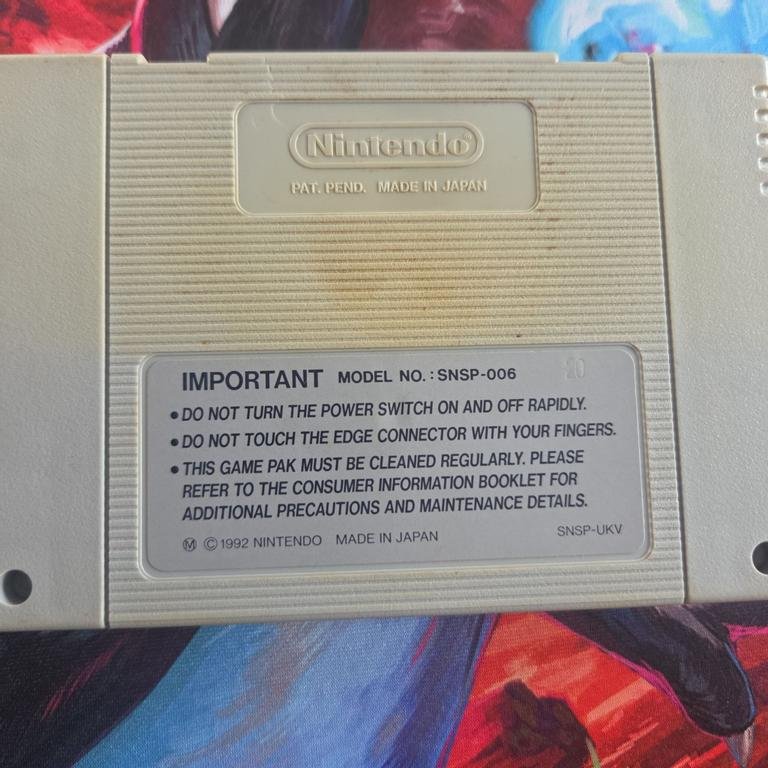 Nintendo®
PAT. PEND. MADE IN JAPAN
IMPORTANT MODEL NO. : SNSP-006
20
• DO NOT TURN THE POWER SWITCH ON AND OFF RAPIDLY.
• DO NOT TOUCH THE EDGE CONNECTOR WITH YOUR FINGERS.
• THIS GAME PAK MUST BE CLEANED REGULARLY. PLEASE
REFER TO THE CONSUMER INFORMATION BOOKLET FOR
ADDITIONAL PRECAUTIONS AND MAINTENANCE DETAILS.
Ⓜ © 1992 NINTENDO MADE IN JAPAN
SNSP-UKV